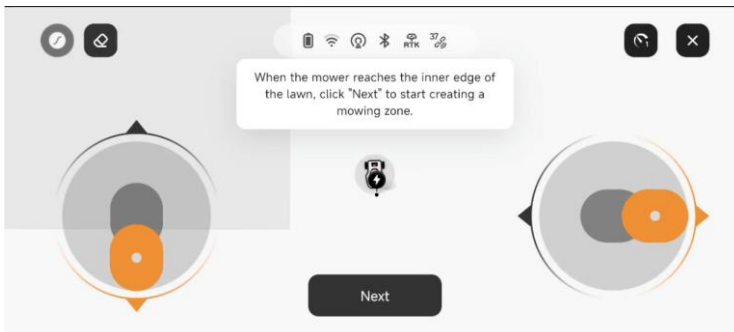 RTK
37
1
When the mower reaches the inner edge of
the lawn, click "Next" to start creating a
mowing zone.
Next